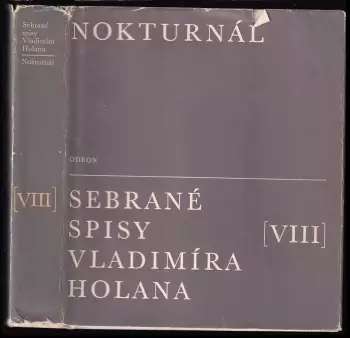 Sebrané
spisy
Vladimíra
Holana
Nokturnál
[VIII]
NOKTURNÁL
ODEON
SEBRANÉ
SPISY [VIII]
VLADIMÍRA
HOLANA